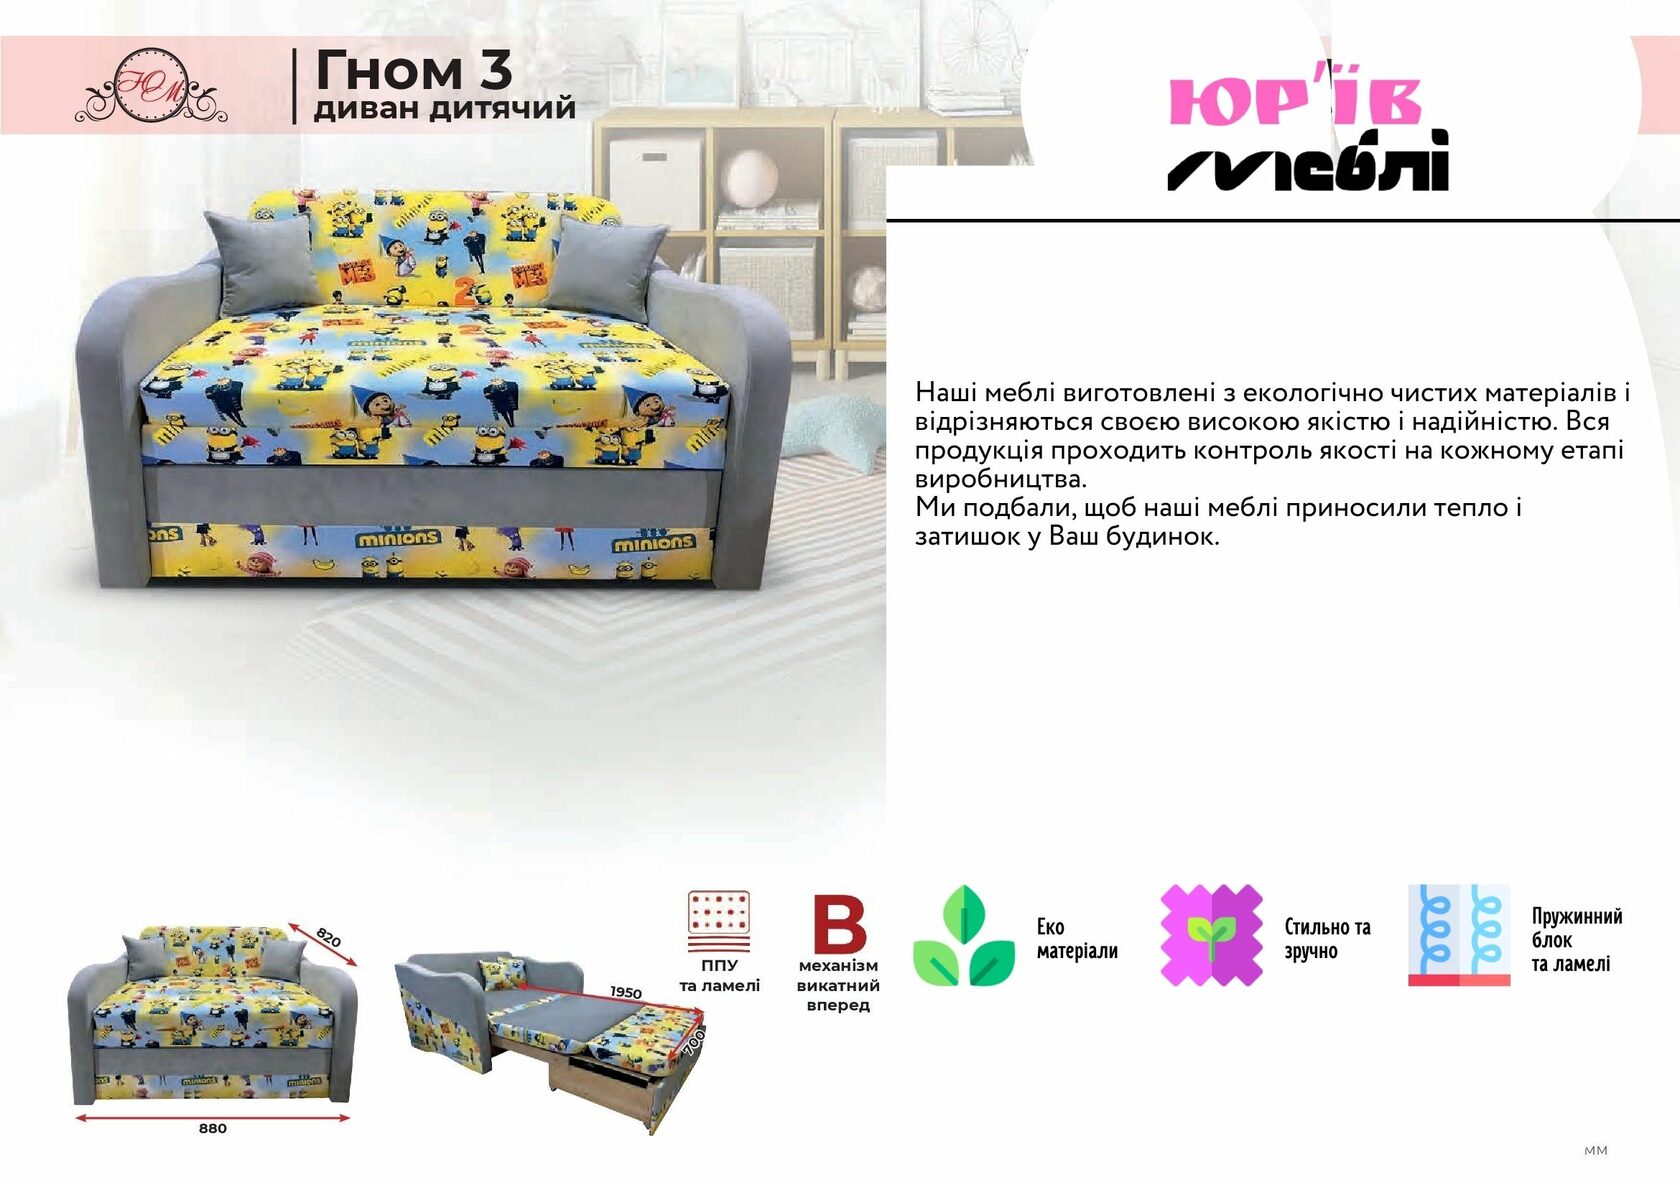 ЮМ
Гном 3
диван дитячий
ЮР'ЇВ
меблі
Наші меблі виготовлені з екологічно чистих матеріалів і
відрізняються своєю високою якістю і надійністю. Вся
продукція проходить контроль якості на кожному етапі
виробництва.
Ми подбали, щоб наші меблі приносили тепло і
затишок у Ваш будинок.
minions
minions
820
880
1950
700
ППУ
та ламелі
В
механізм
викатний
вперед
Еко
матеріали
Стильно та
зручно
Пружинний
блок
та ламелі
мм